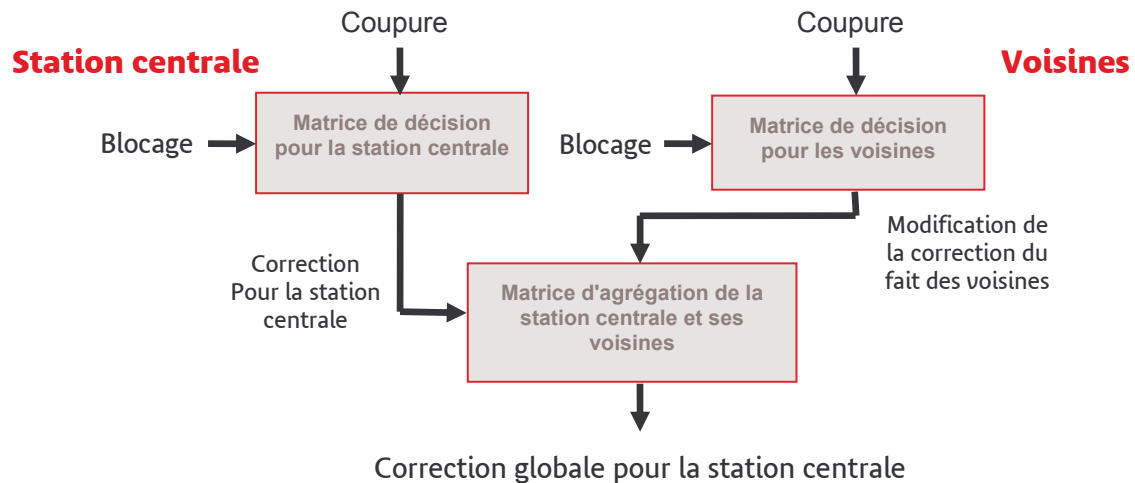 Coupure
Coupure
Station centrale
Voisines
Matrice de décision
pour la station centrale
Blocage
Matrice de décision
pour les voisines
Blocage
Modification de
la correction du
fait des voisines
Correction
Pour la station
centrale
Matrice d'agrégation de la
station centrale et ses
voisines
Correction globale pour la station centrale